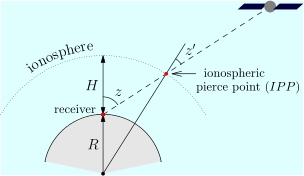 ionosphere
z'
H
z
ionospheric
pierce point (IPP)
receiver
R